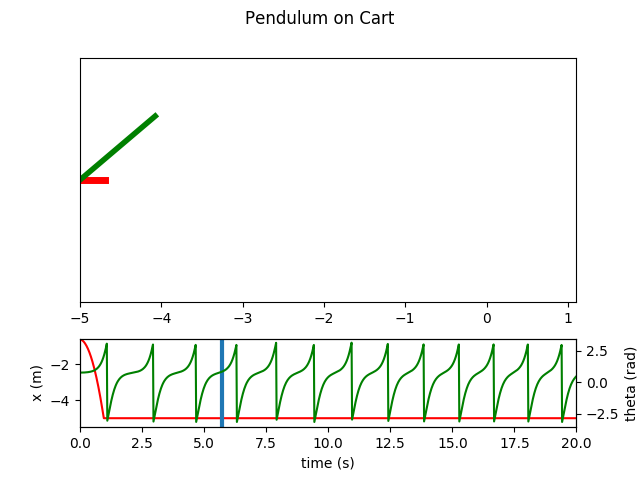 Pendulum on Cart
−5 −4 −3 −2 −1 0 1
−2
−4
x (m)
2.5
0.0
−2.5
theta (rad)
0.0 2.5 5.0 7.5 10.0 12.5 15.0 17.5 20.0
time (s)